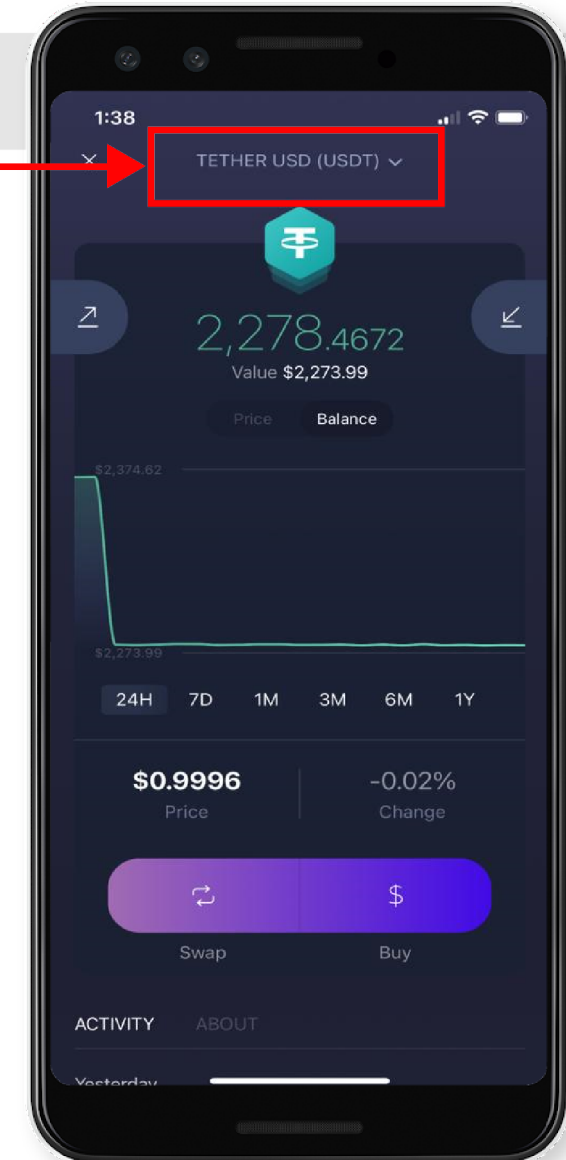 1:38
TETHER USD (USDT)
2,278.4672
Value $2,273.99
Price Balance
$2,374.62
$2,273.99
24H 7D 1M 3M 6M 1Y
$0.9996 -0.02%
Price Change
$
Swap Buy
ACTIVITY ABOUT
Yesterday